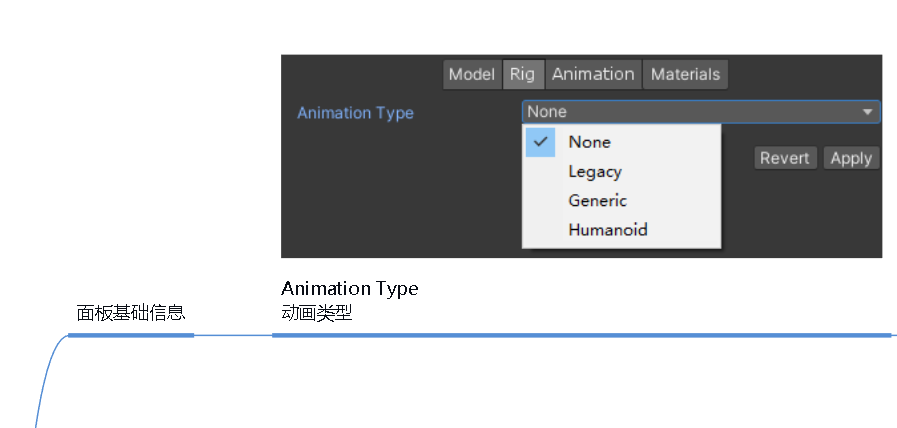 Model Rig Animation Materials
Animation Type None
None
Legacy
Generic
Humanoid
Revert Apply
Animation Type
面板基础信息 动画类型